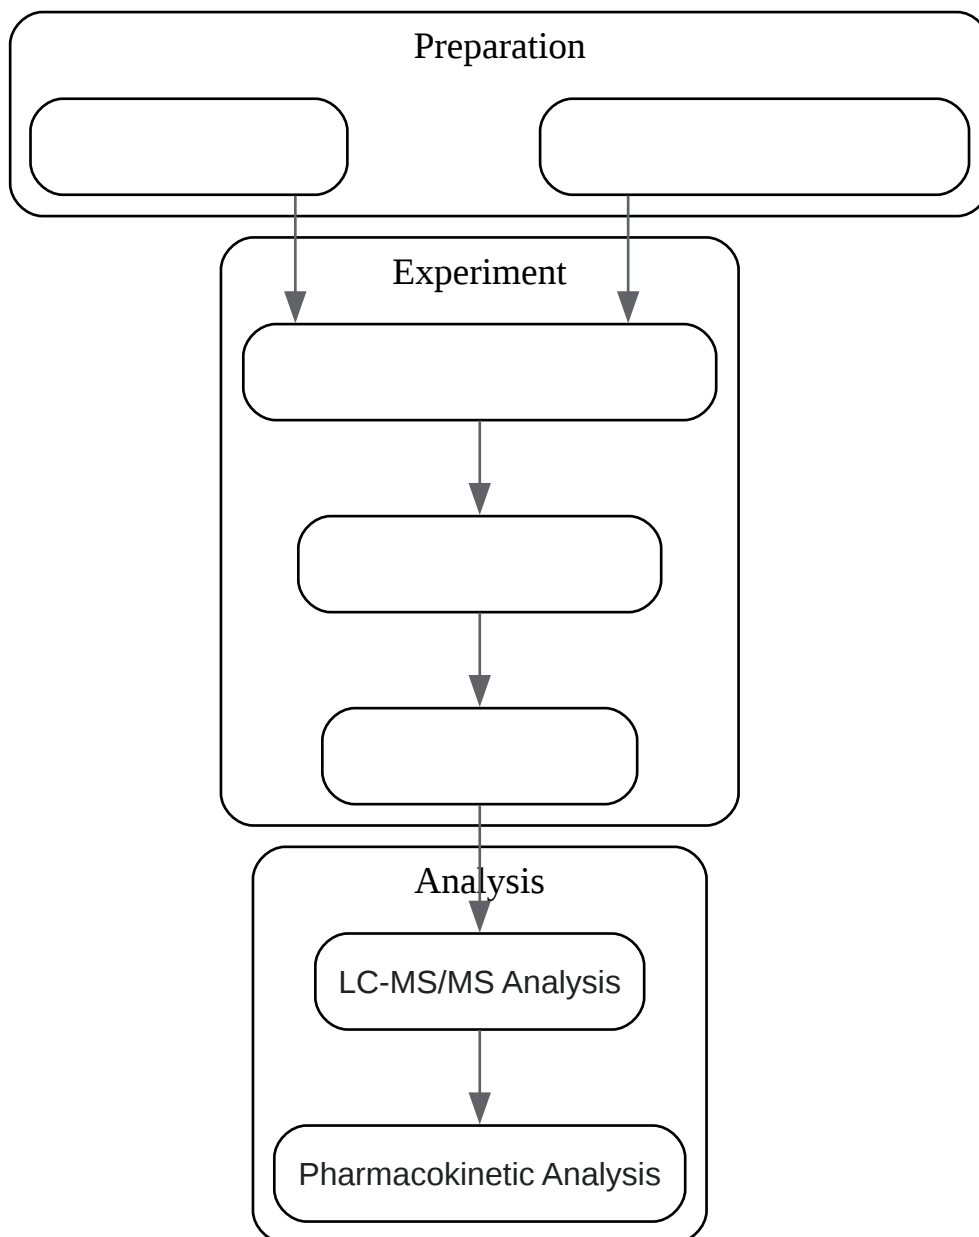 Preparation
Experiment
Analysis
LC-MS/MS Analysis
Pharmacokinetic Analysis